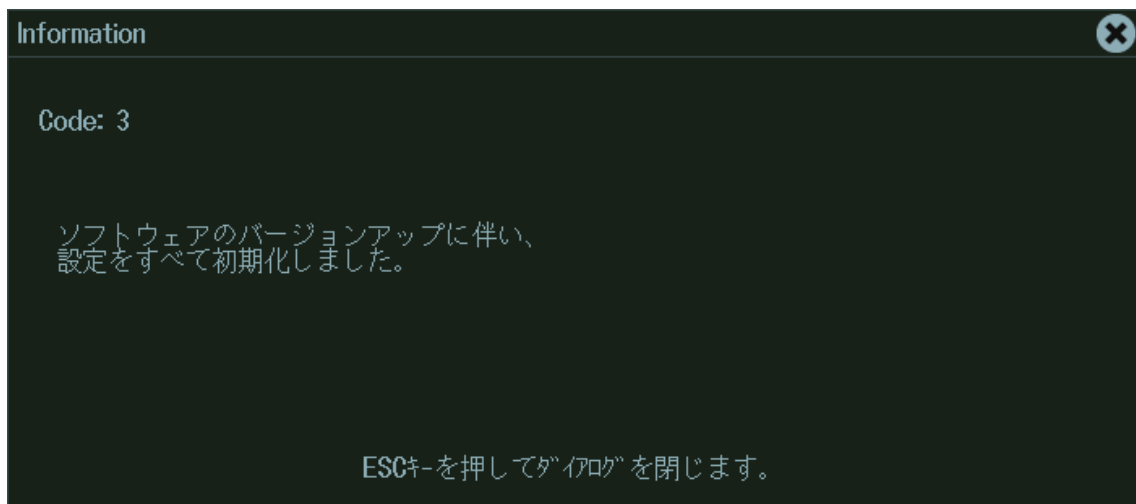 Information
Code: 3
ソフトウェアのバージョンアップに伴い、
設定をすべて初期化しました。
ESCｷｰを押してﾀﾞｲｱﾛｸﾞを閉じます。